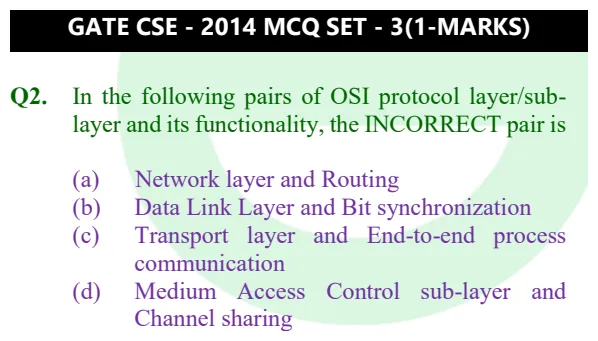 GATE CSE - 2014 MCQ SET - 3(1-MARKS)
Q2. In the following pairs of OSI protocol layer/sub-
layer and its functionality, the INCORRECT pair is
(a) Network layer and Routing
(b) Data Link Layer and Bit synchronization
(c) Transport layer and End-to-end process
communication
(d) Medium Access Control sub-layer and
Channel sharing